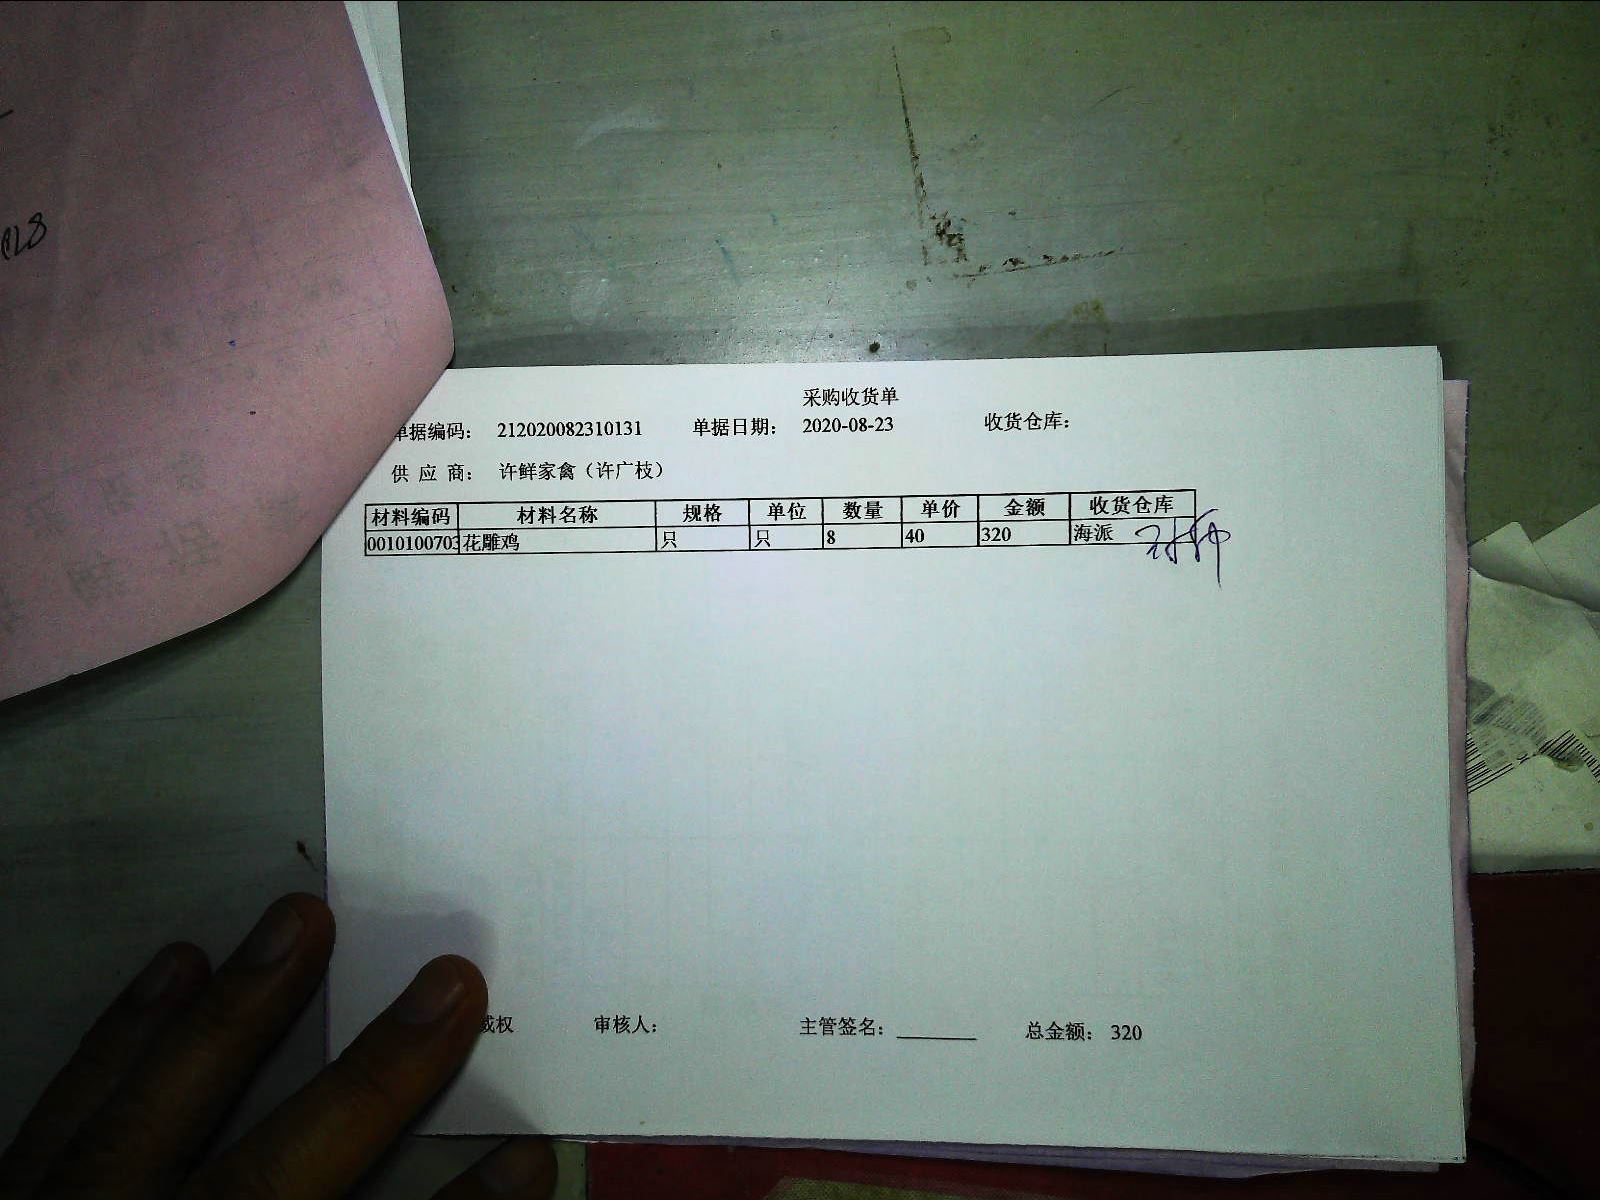 采购收货单
单据编码： 212020082310131 单据日期： 2020-08-23 收货仓库：
供 应 商： 许鲜家禽（许广枝）
材料编码 材料名称 规格 单位 数量 单价 金额 收货仓库
0010100703 花雕鸡 只 只 8 40 320 海派
权 审核人： 主管签名： 总金额： 320